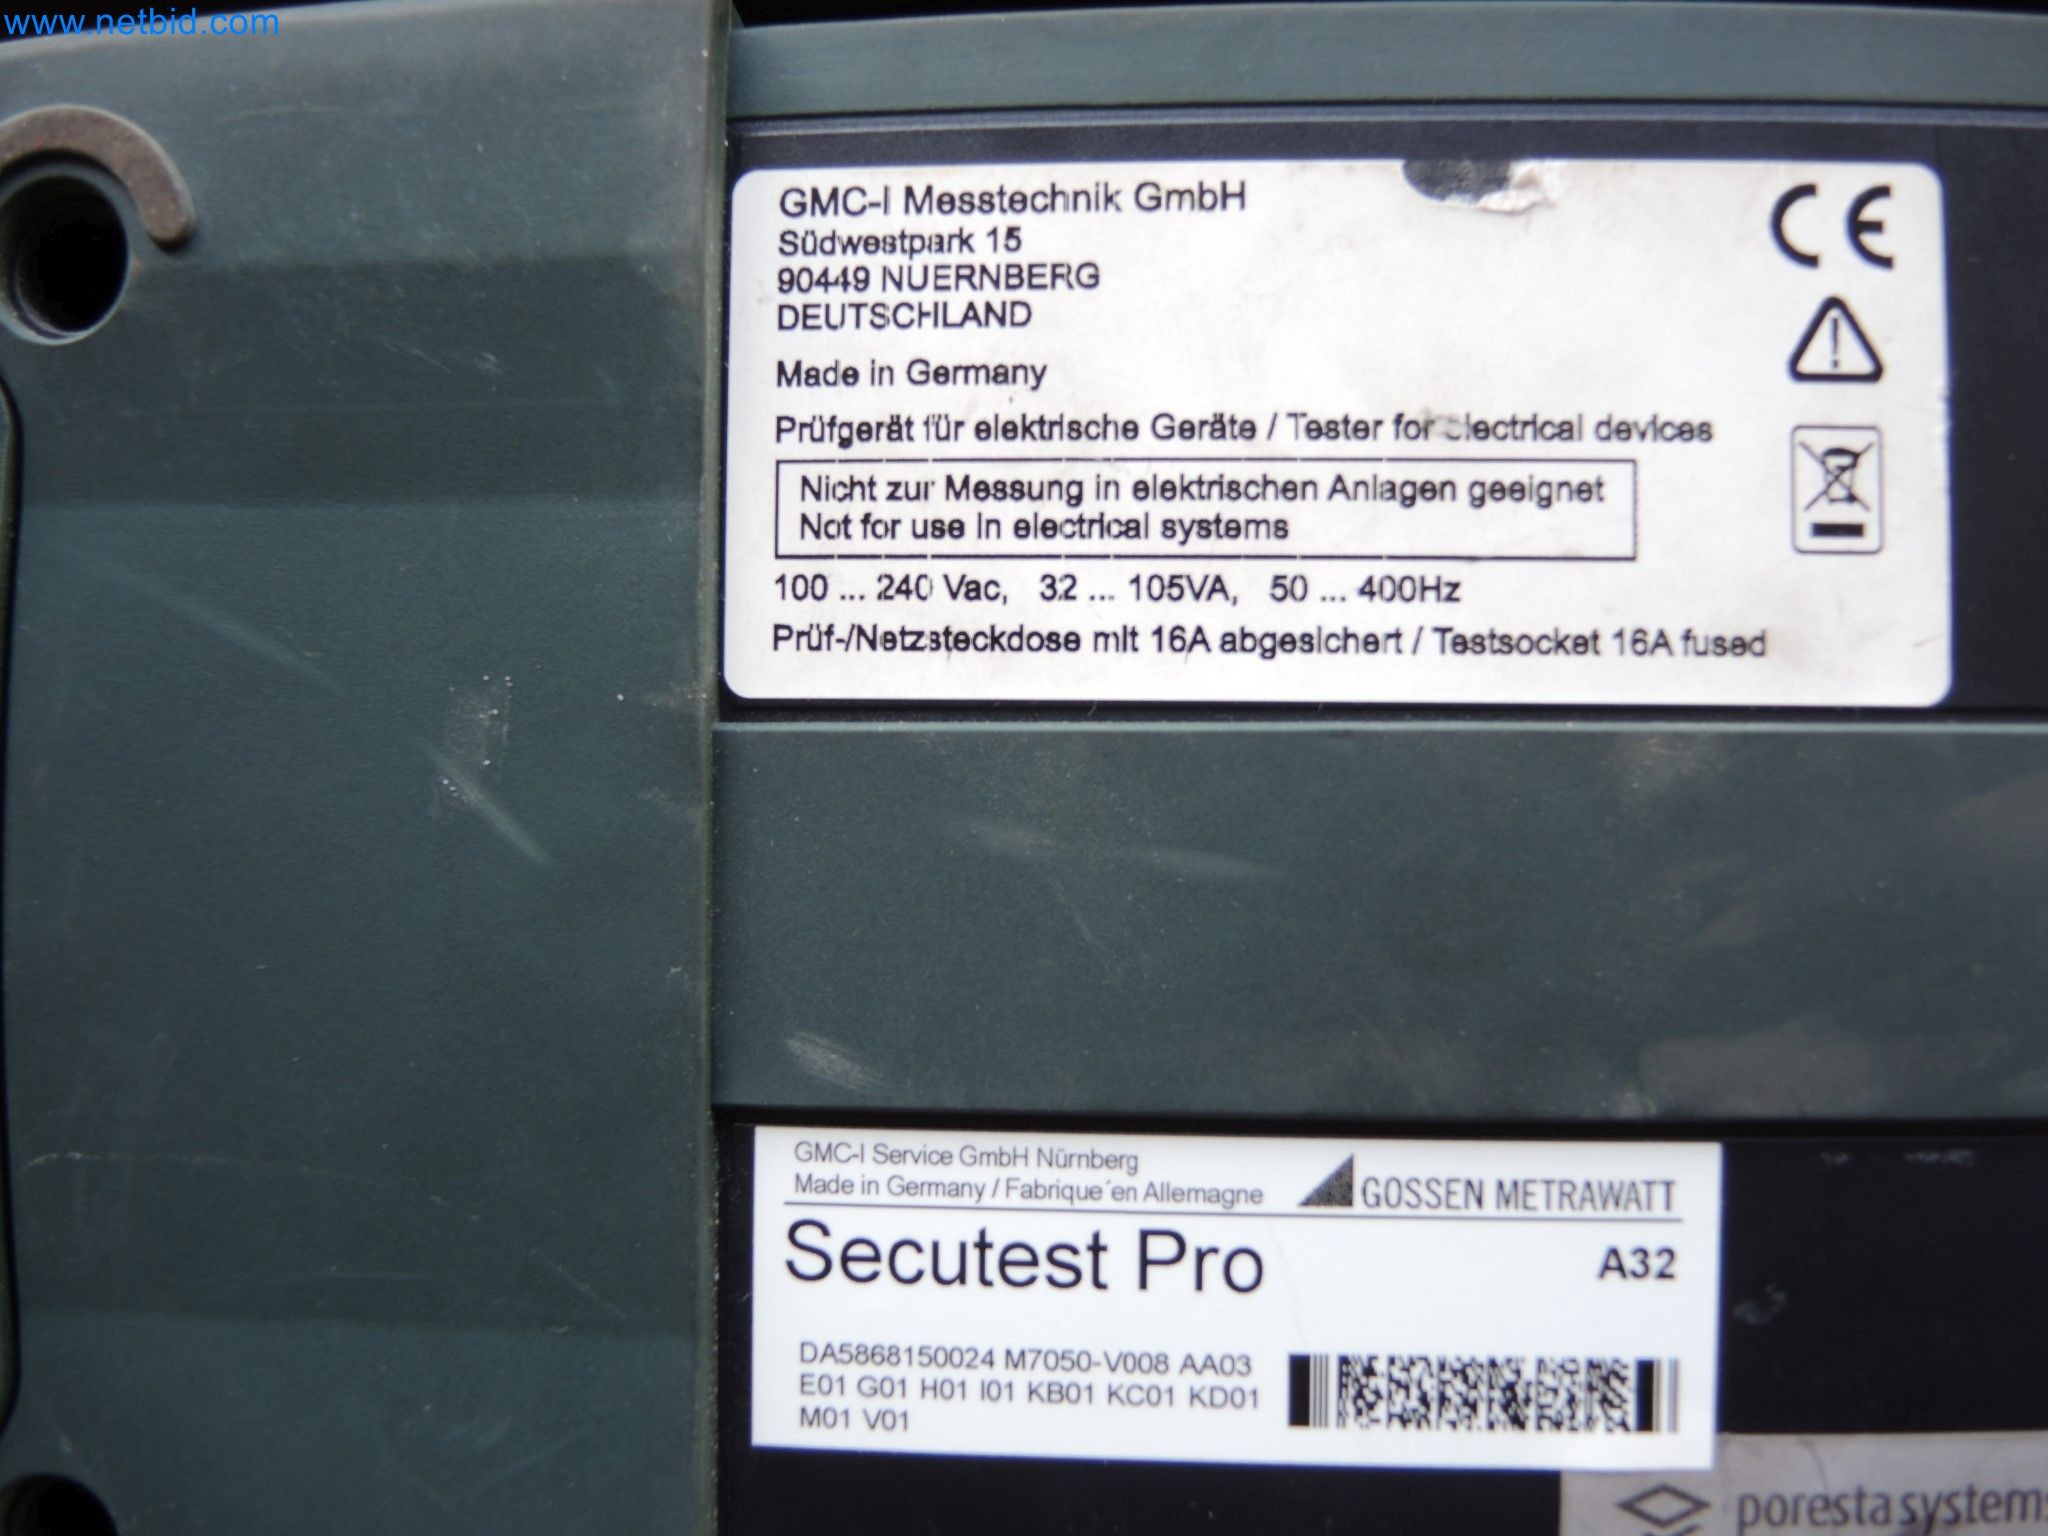 www.netbid.com
GMC-I Messtechnik GmbH
Südwestpark 15
90449 NUERNBERG
DEUTSCHLAND
Made in Germany
Prüfgerät für elektrische Geräte / Tester for electrical devices
Nicht zur Messung in elektrischen Anlagen geeignet
Not for use in electrical systems
100 ... 240 Vac, 32 ... 105VA, 50 ... 400Hz
Prüf-/Netzsteckdose mit 16A abgesichert / Testsocket 16A fused
CE
GMC-I Service GmbH Nürnberg
Made in Germany / Fabrique´en Allemagne
GOSSEN METRAWATT
Secutest Pro
A32
DA5868150024 M7050-V008 AA03
E01 G01 H01 I01 KB01 KC01 KD01
M01 V01
poresta systems